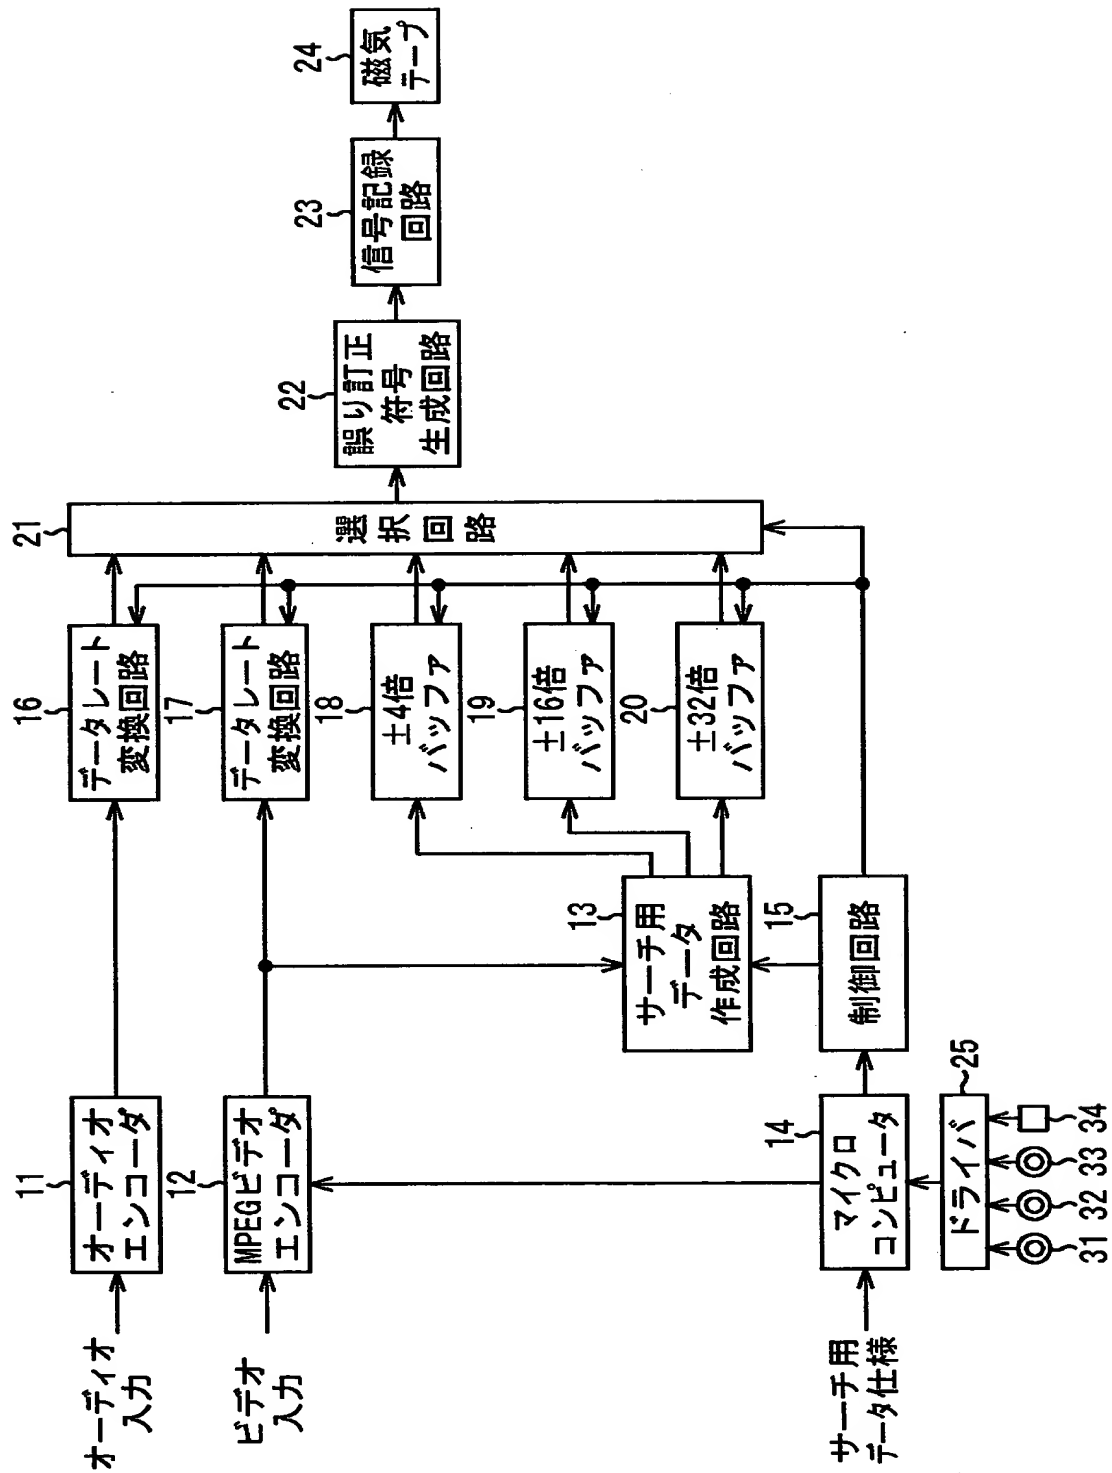 オーディオ
入力
11
オーディオ
エンコーダ
16
データレート
変換回路
21
選択回路
ビデオ
入力
12
MPEGビデオ
エンコーダ
17
データレート
変換回路
18
±4倍
バッファ
19
±16倍
バッファ
20
±32倍
バッファ
22
誤り訂正
符号
生成回路
23
信号記録
回路
24
磁気
テープ
13
サーチ用
データ
作成回路
サーチ用
データ仕様
14
マイクロ
コンピュータ
15
制御回路
25
ドライバ
31
32
33
34